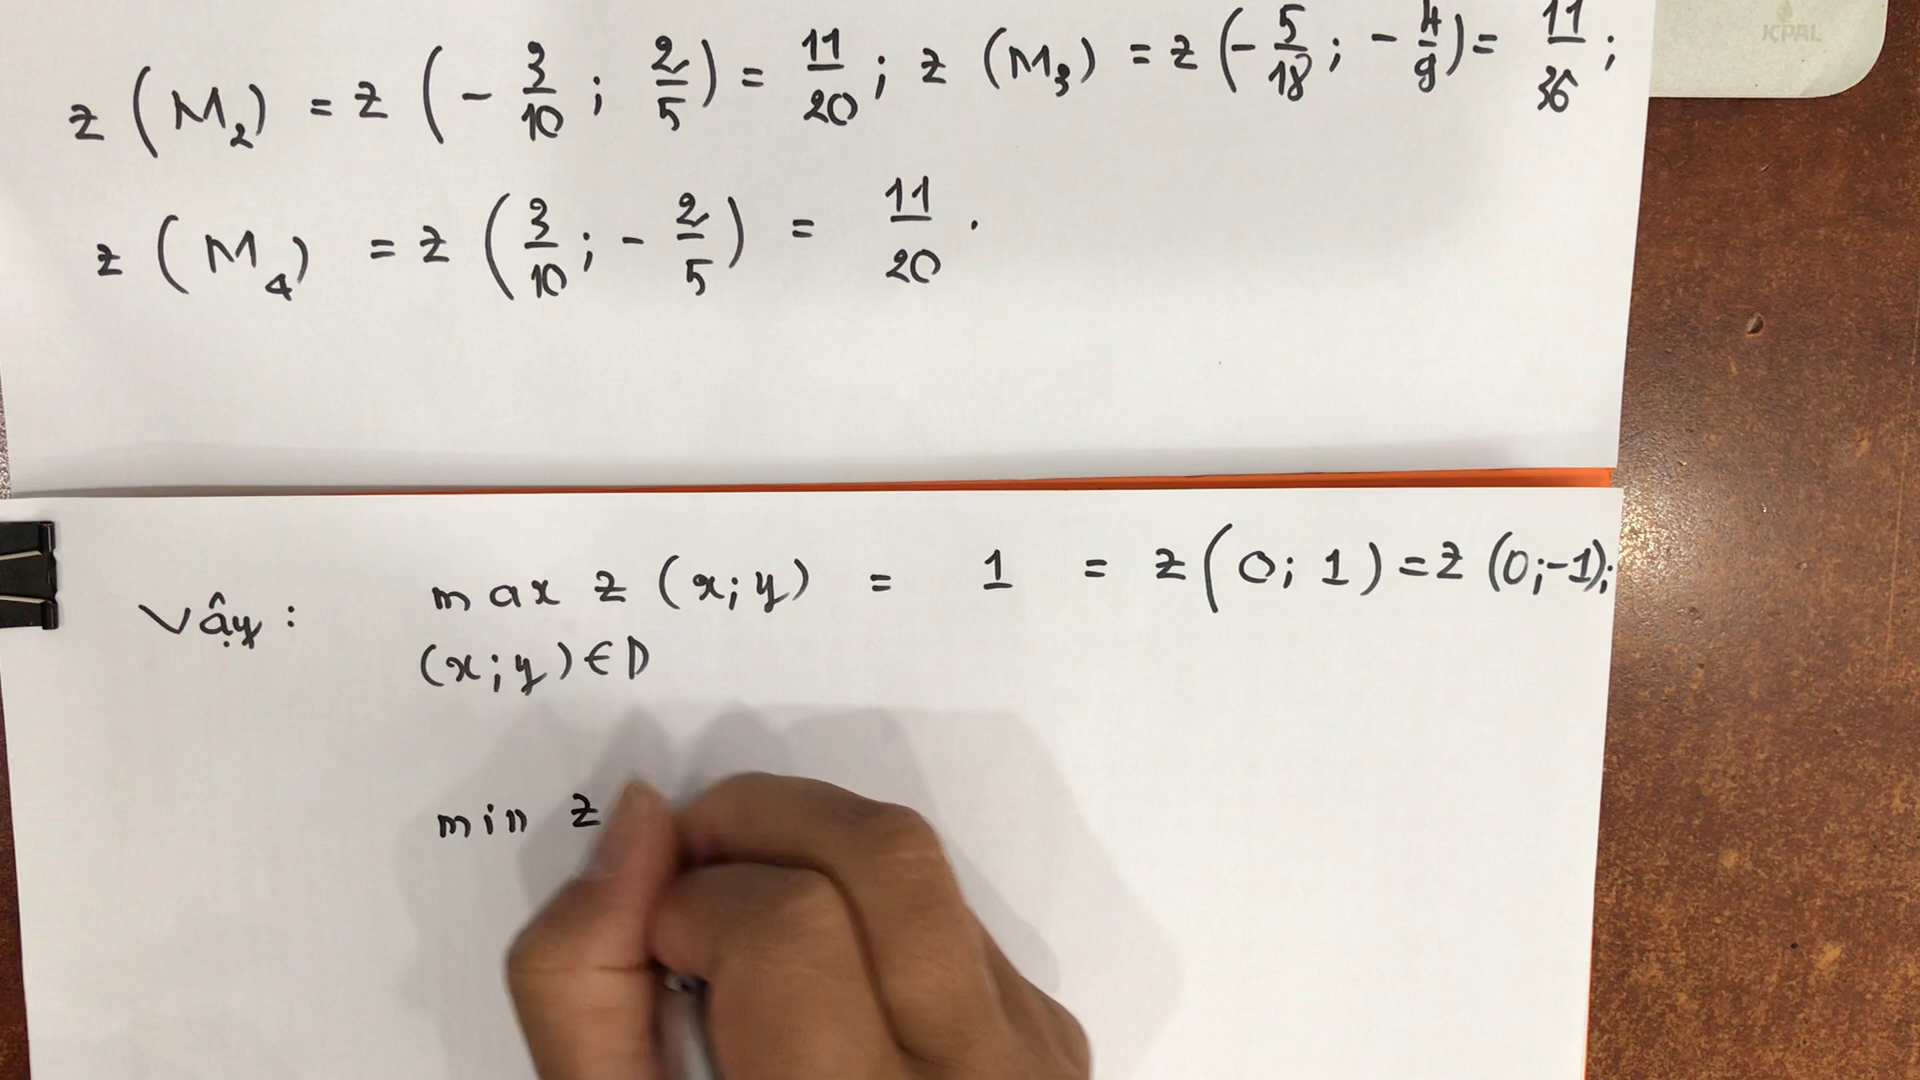 z (M₂) = z (-3/10 ; 2/5) = 11/20 ; z (M₃) = z (-5/18 ; -4/9) = 11/36 ;
z (M₄) = z (3/10 ; -2/5) = 11/20 .
Vậy : max z (x; y) = 1 = z (0; 1) = z (0; -1);
(x; y) ∈ D
min z
JCPAL